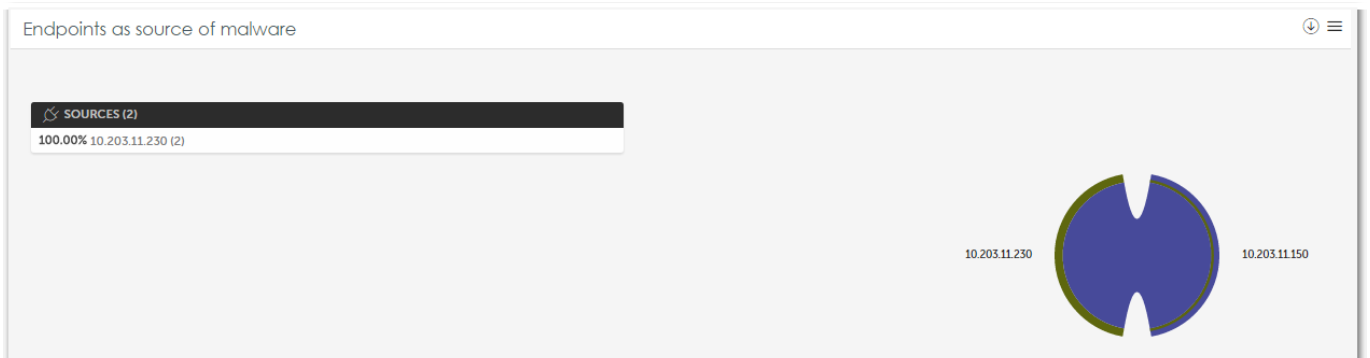 Endpoints as source of malware
SOURCES (2)
100.00% 10.203.11.230 (2)
10.203.11.230
10.203.11.150